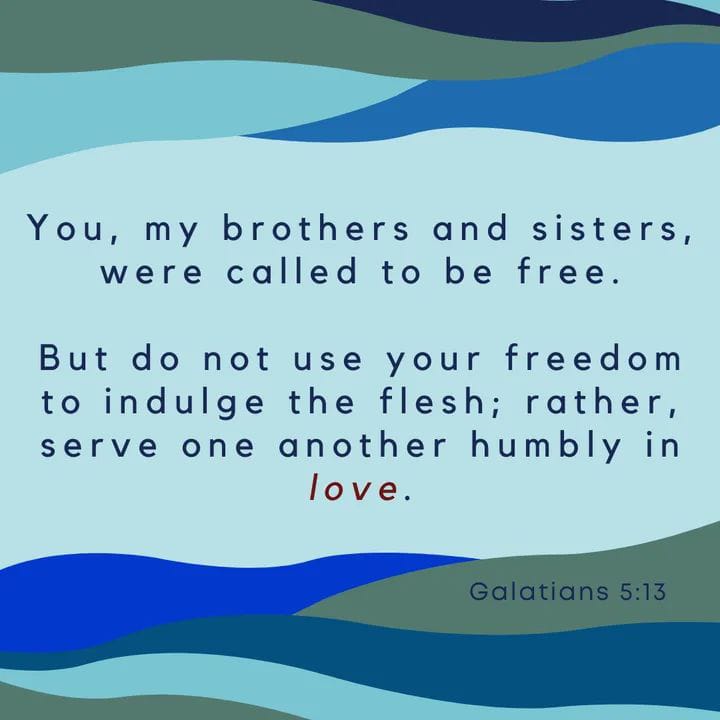 You, my brothers and sisters,
were called to be free.
But do not use your freedom
to indulge the flesh; rather,
serve one another humbly in
love.
Galatians 5:13